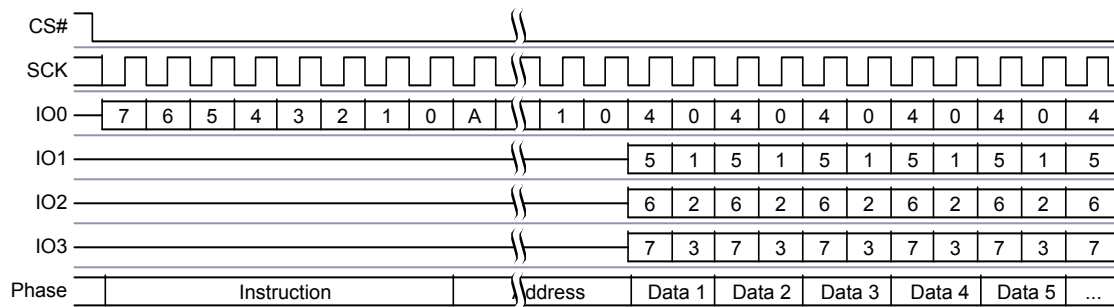 CS#
SCK
IO0 7 6 5 4 3 2 1 0 A 1 0 4 0 4 0 4 0 4 0 4 0 4
IO1 5 1 5 1 5 1 5 1 5 1 5
IO2 6 2 6 2 6 2 6 2 6 2 6
IO3 7 3 7 3 7 3 7 3 7 3 7
Phase Instruction Address Data 1 Data 2 Data 3 Data 4 Data 5 ...